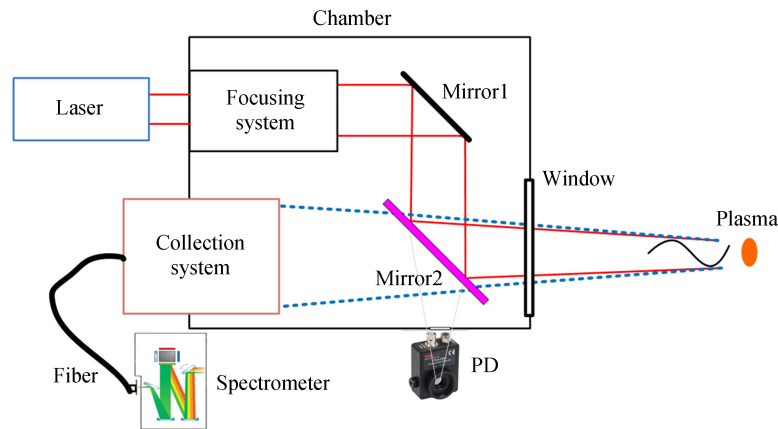 Chamber
Laser
Focusing
system
Mirror1
Window
Plasma
Collection
system
Mirror2
Fiber
Spectrometer
PD